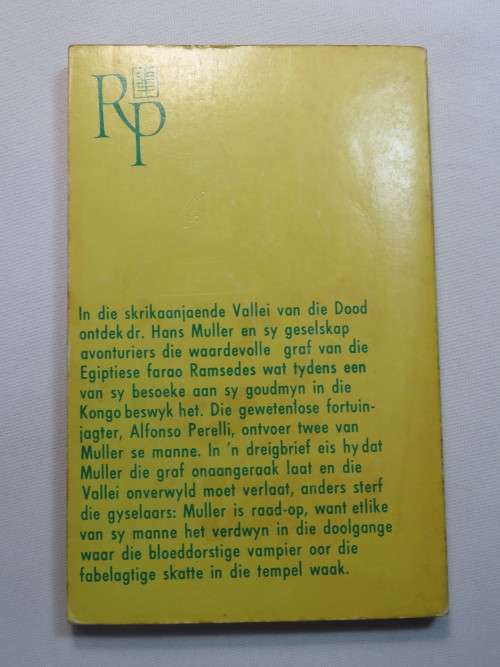 RP
In die skrikaanjaende Vallei van die Dood
ontdek dr. Hans Muller en sy geselskap
avonturiers die waardevolle graf van die
Egiptiese farao Ramsedes wat tydens een
van sy besoeke aan sy goudmyn in die
Kongo beswyk het. Die gewetenlose fortuin-
jagter, Alfonso Perelli, ontvoer twee van
Muller se manne. In 'n dreigbrief eis hy dat
Muller die graf onaangeraak laat en die
Vallei onverwyld moet verlaat, anders sterf
die gyselaars: Muller is raad-op, want etlike
van sy manne het verdwyn in die doolgange
waar die bloeddorstige vampier oor die
fabelagtige skatte in die tempel waak.